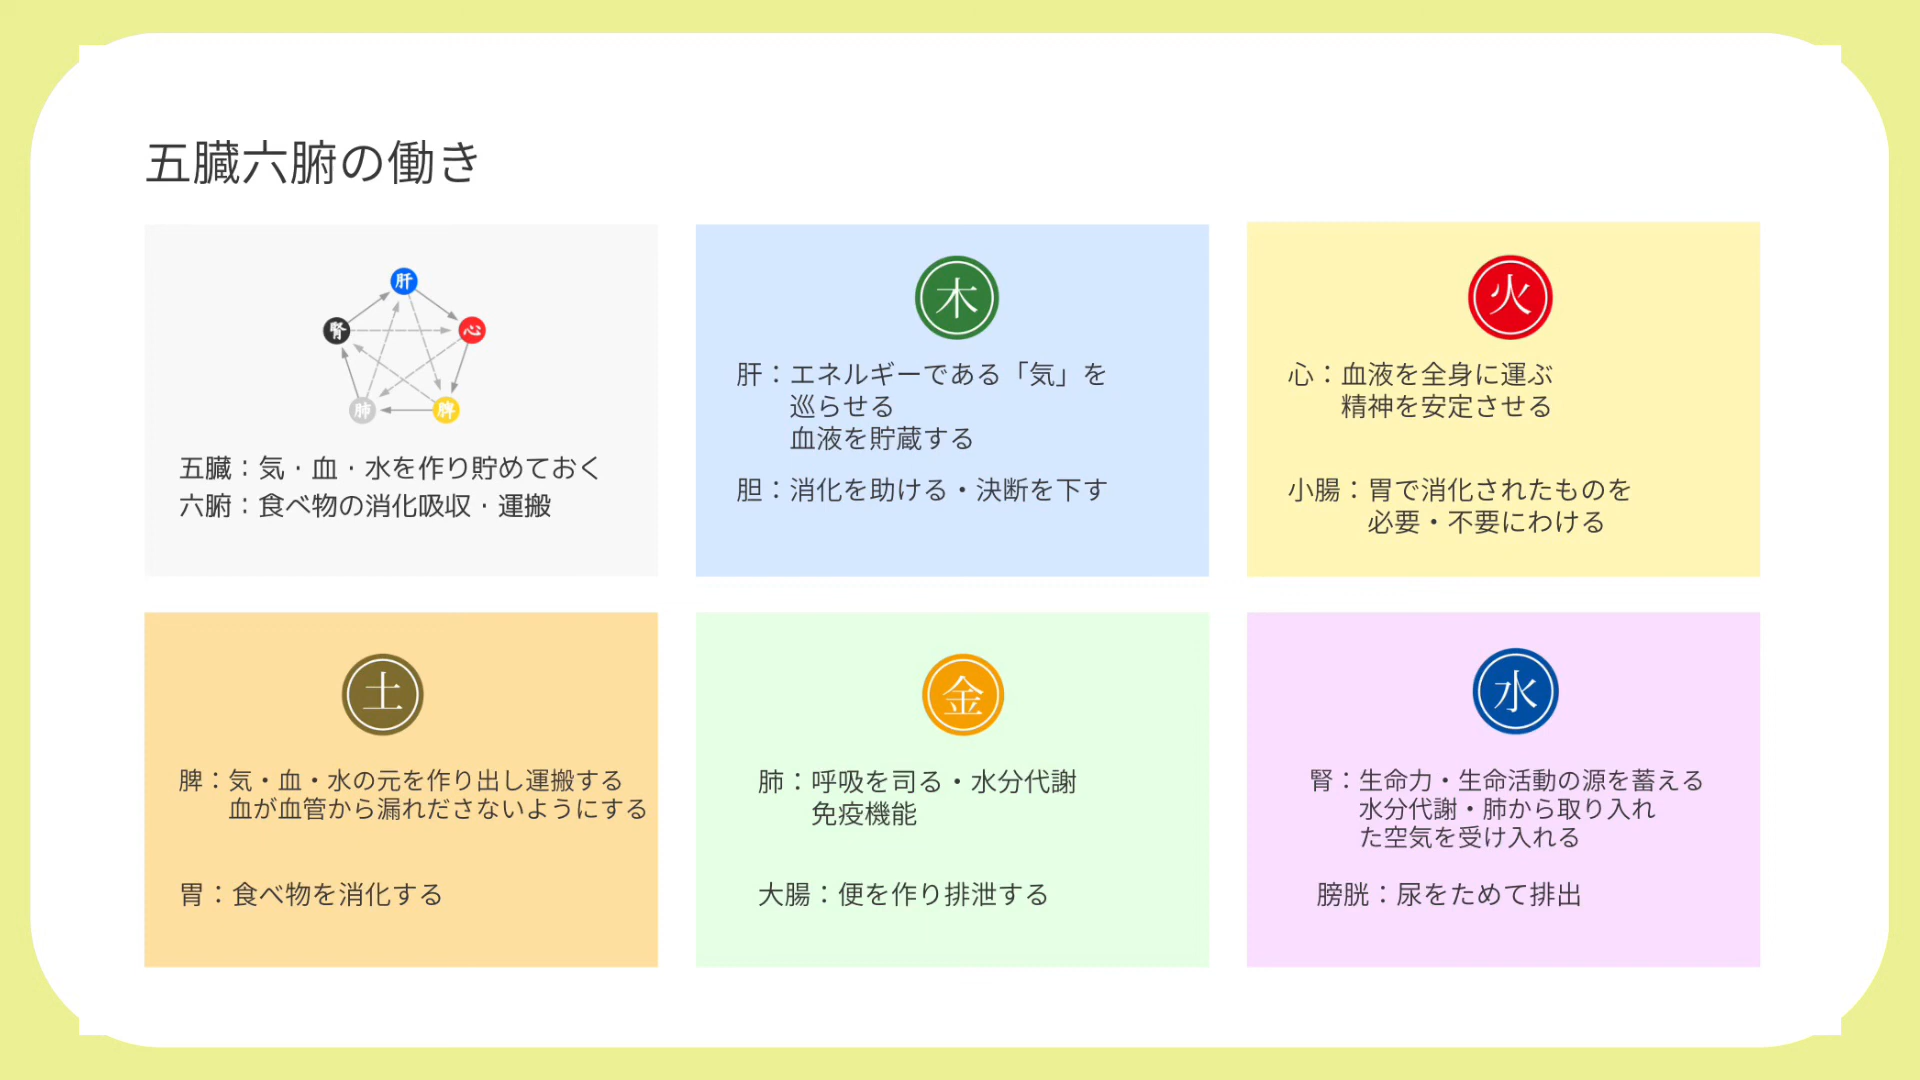 五臓六腑の働き
肝
腎
心
肺
脾
五臓：気・血・水を作り貯めておく
六腑：食べ物の消化吸収・運搬
木
肝：エネルギーである「気」を
巡らせる
血液を貯蔵する
胆：消化を助ける・決断を下す
火
心：血液を全身に運ぶ
精神を安定させる
小腸：胃で消化されたものを
必要・不要にわける
土
脾：気・血・水の元を作り出し運搬する
血が血管から漏れださないようにする
胃：食べ物を消化する
金
肺：呼吸を司る・水分代謝
免疫機能
大腸：便を作り排泄する
水
腎：生命力・生命活動の源を蓄える
水分代謝・肺から取り入れ
た空気を受け入れる
膀胱：尿をためて排出